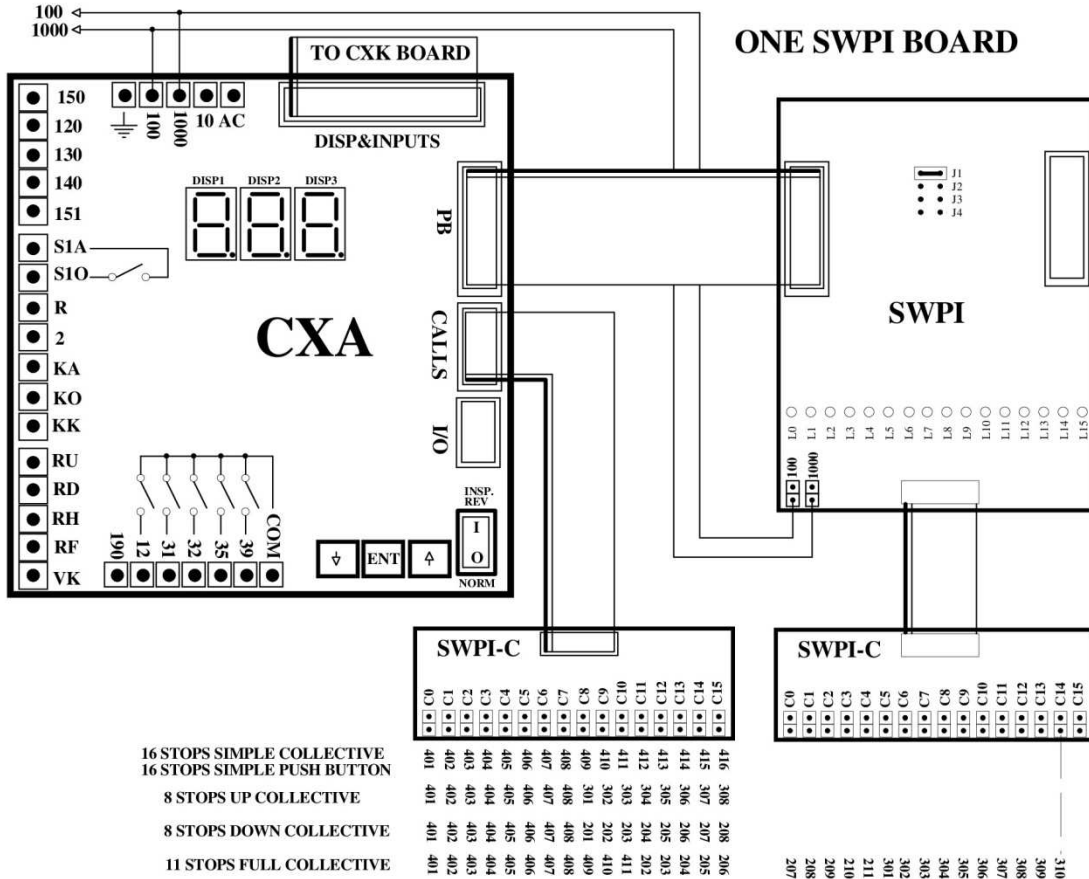 100
1000
ONE SWPI BOARD
TO CXK BOARD
150
120
130
140
151
S1A
S1O
R
2
KA
KO
KK
RU
RD
RH
RF
VK
100
1000
10 AC
DISP&INPUTS
DISP1 DISP2 DISP3
PB
CALLS
I/O
CXA
INSP.
REV
I
O
NORM
ENT
190 12 31 32 35 39 COM
J1
J2
J3
J4
SWPI
L0 L1 L2 L3 L4 L5 L6 L7 L8 L9 L10 L11 L12 L13 L14 L15
100 1000
SWPI-C
C0 C1 C2 C3 C4 C5 C6 C7 C8 C9 C10 C11 C12 C13 C14 C15
SWPI-C
C0 C1 C2 C3 C4 C5 C6 C7 C8 C9 C10 C11 C12 C13 C14 C15
16 STOPS SIMPLE COLLECTIVE
16 STOPS SIMPLE PUSH BUTTON
401 402 403 404 405 406 407 408 409 410 411 412 413 414 415 416
8 STOPS UP COLLECTIVE
401 402 403 404 405 406 407 408 301 302 303 304 305 306 307 308
8 STOPS DOWN COLLECTIVE
401 402 403 404 405 406 407 408 201 202 203 204 205 206 207 208
11 STOPS FULL COLLECTIVE
401 402 403 404 405 406 407 408 409 410 411 202 203 204 205 206
207 208 209 210 211 301 302 303 304 305 306 307 308 309 310